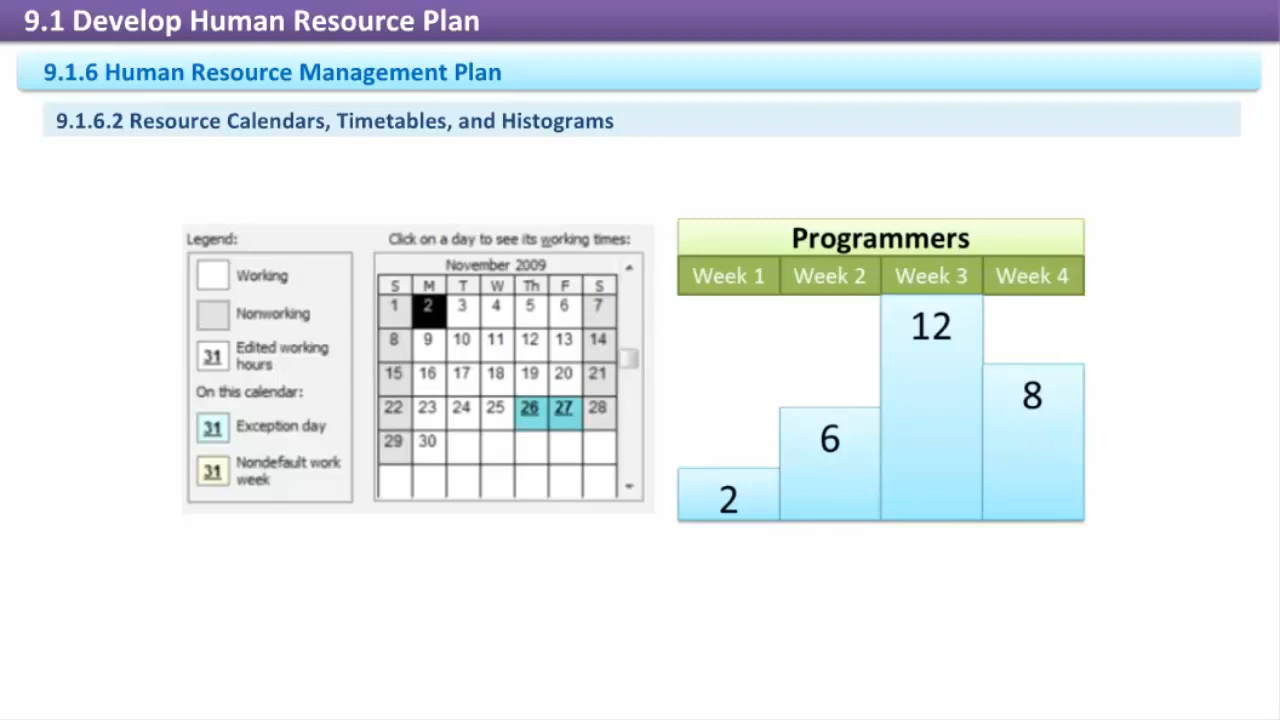 9.1 Develop Human Resource Plan
9.1.6 Human Resource Management Plan
9.1.6.2 Resource Calendars, Timetables, and Histograms
Legend:
Working
Nonworking
31 Edited working
hours
On this calendar:
31 Exception day
31 Nondefault work
week
Click on a day to see its working times:
November 2009
S M T W Th F S
1 2 3 4 5 6 7
8 9 10 11 12 13 14
15 16 17 18 19 20 21
22 23 24 25 26 27 28
29 30
Programmers
Week 1 Week 2 Week 3 Week 4
2 6 12 8